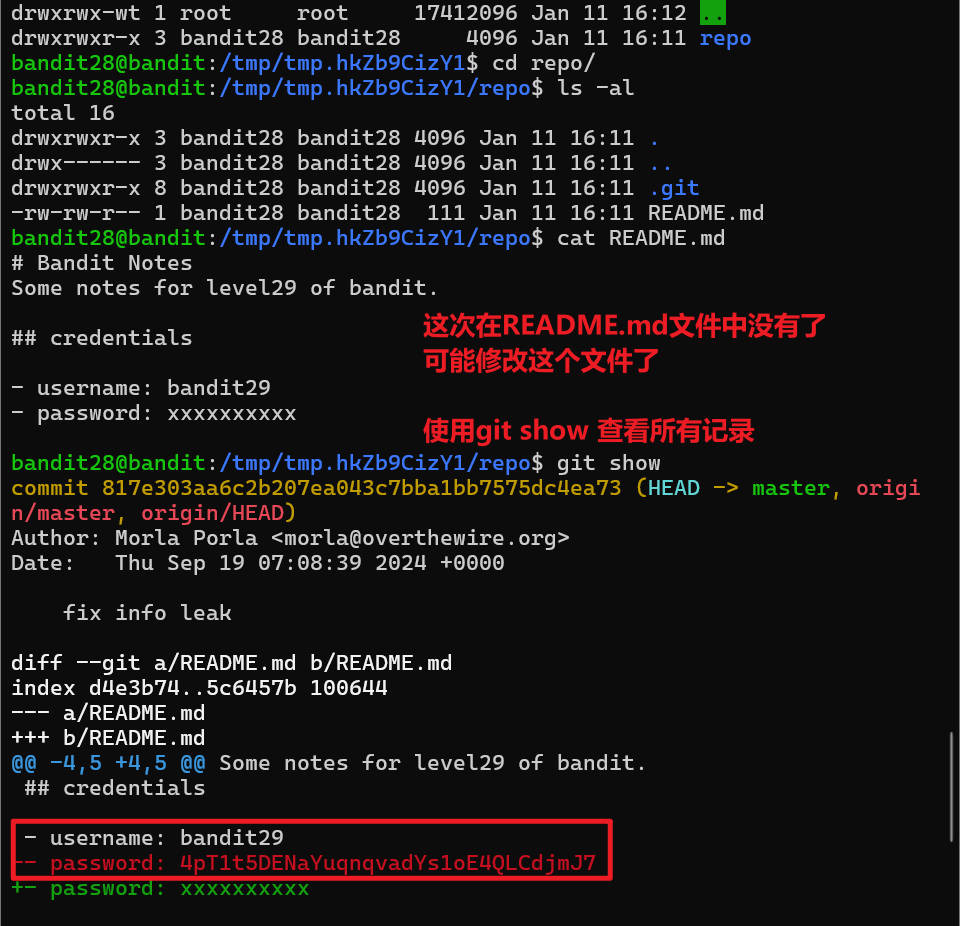 drwxrwx-wt 1 root     root     17412096 Jan 11 16:12 ..
drwxrwxr-x 3 bandit28 bandit28     4096 Jan 11 16:11 repo
bandit28@bandit:/tmp/tmp.hkZb9CizY1$ cd repo/
bandit28@bandit:/tmp/tmp.hkZb9CizY1/repo$ ls -al
total 16
drwxrwxr-x 3 bandit28 bandit28 4096 Jan 11 16:11 .
drwx------ 3 bandit28 bandit28 4096 Jan 11 16:11 ..
drwxrwxr-x 8 bandit28 bandit28 4096 Jan 11 16:11 .git
-rw-rw-r-- 1 bandit28 bandit28  111 Jan 11 16:11 README.md
bandit28@bandit:/tmp/tmp.hkZb9CizY1/repo$ cat README.md
# Bandit Notes
Some notes for level29 of bandit.
## credentials
这次在README.md文件中没有了
可能修改这个文件了
- username: bandit29
- password: xxxxxxxxxx
使用git show 查看所有记录
bandit28@bandit:/tmp/tmp.hkZb9CizY1/repo$ git show
commit 817e303aa6c2b207ea043c7bba1bb7575dc4ea73 (HEAD -> master, origi
n/master, origin/HEAD)
Author: Morla Porla <morla@overthewire.org>
Date:   Thu Sep 19 07:08:39 2024 +0000
    fix info leak
diff --git a/README.md b/README.md
index d4e3b74..5c6457b 100644
--- a/README.md
+++ b/README.md
@@ -4,5 +4,5 @@ Some notes for level29 of bandit.
 ## credentials
 - username: bandit29
-- password: 4pT1t5DENaYuqnqvadYs1oE4QLCdjmJ7
+- password: xxxxxxxxxx